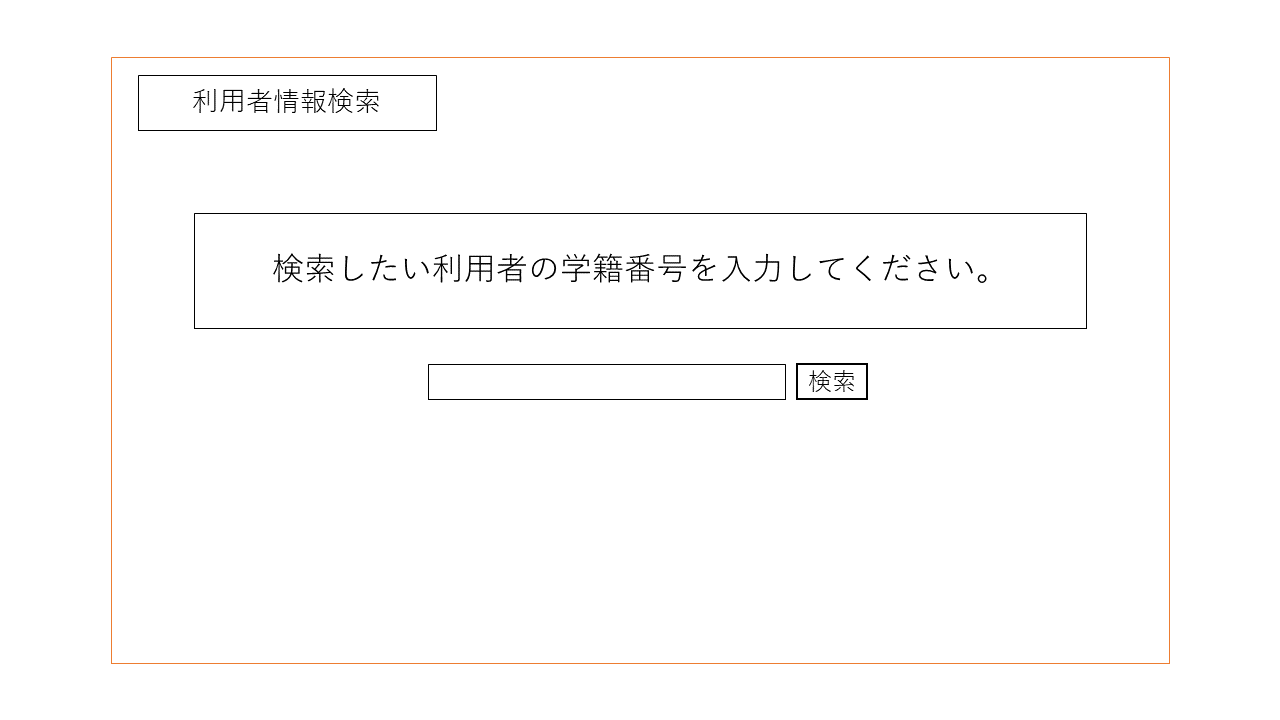 利用者情報検索
検索したい利用者の学籍番号を入力してください。
検索